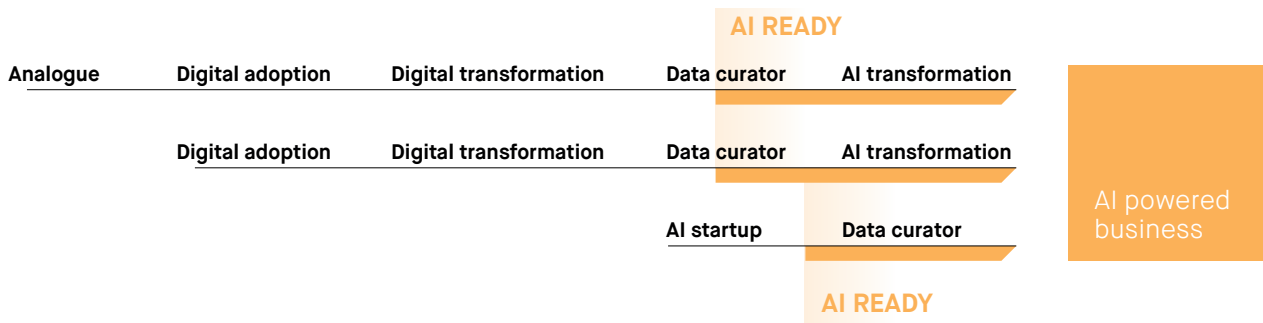 AI READY
Analogue Digital adoption Digital transformation Data curator AI transformation
Digital adoption Digital transformation Data curator AI transformation
AI powered
business
AI startup Data curator
AI READY